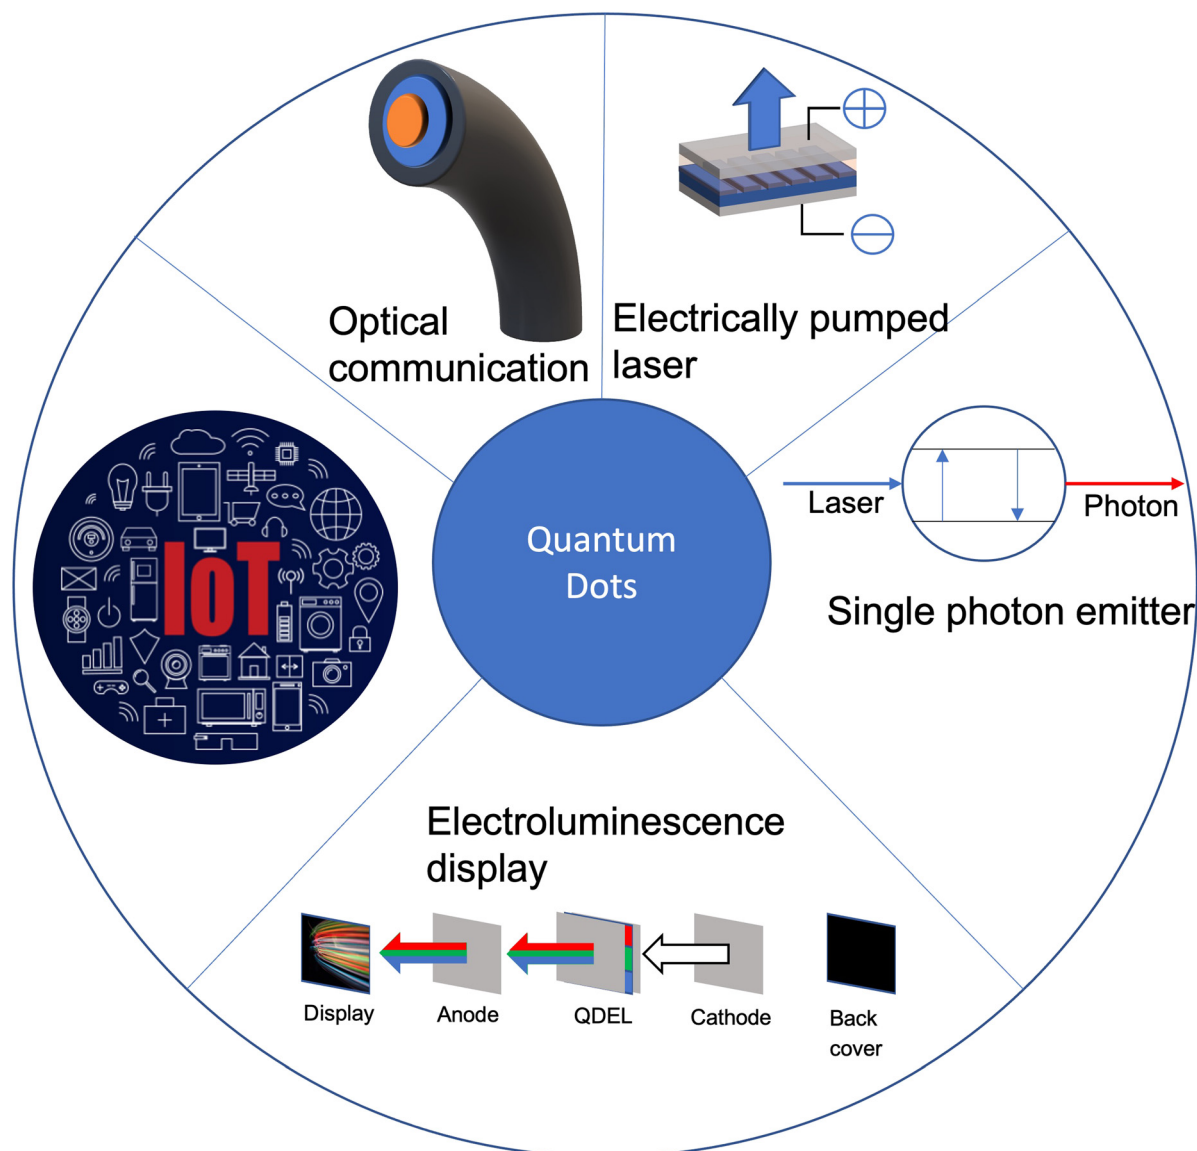 Optical
communication
Electrically pumped
laser
Laser
Photon
Single photon emitter
Quantum
Dots
IoT
Electroluminescence
display
Display
Anode
QDEL
Cathode
Back
cover